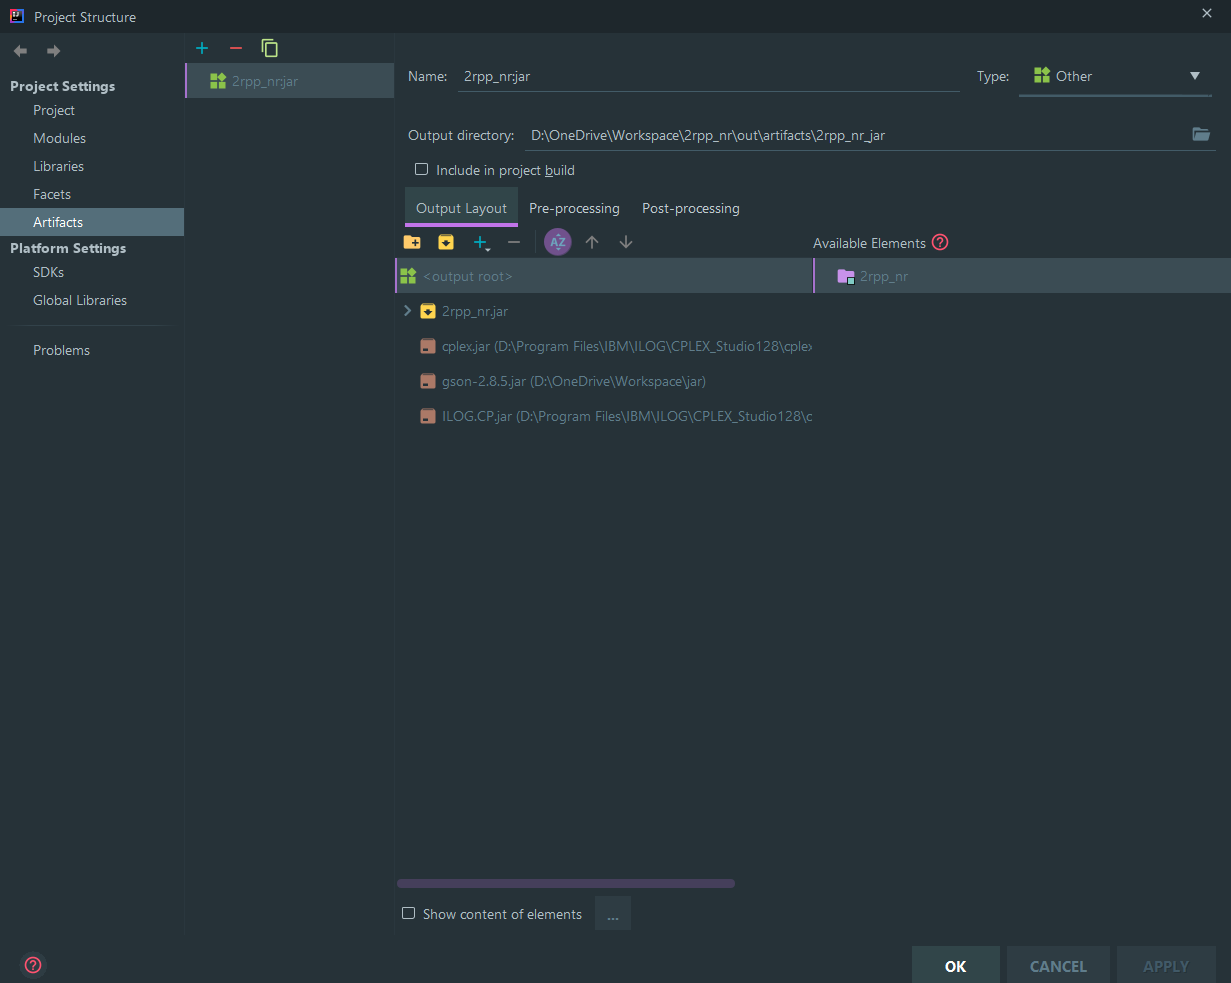 Project Structure
Project Settings
Project
Modules
Libraries
Facets
Artifacts
Platform Settings
SDKs
Global Libraries
Problems
2rpp_nr:jar
Name: 2rpp_nr:jar
Type: Other
Output directory: D:\OneDrive\Workspace\2rpp_nr\out\artifacts\2rpp_nr_jar
Include in project build
Output Layout Pre-processing Post-processing
AZ
Available Elements ?
<output root>
2rpp_nr.jar
cplex.jar (D:\Program Files\IBM\ILOG\CPLEX_Studio128\cplex
gson-2.8.5.jar (D:\OneDrive\Workspace\jar)
ILOG.CP.jar (D:\Program Files\IBM\ILOG\CPLEX_Studio128\c
2rpp_nr
Show content of elements ...
?
OK CANCEL APPLY